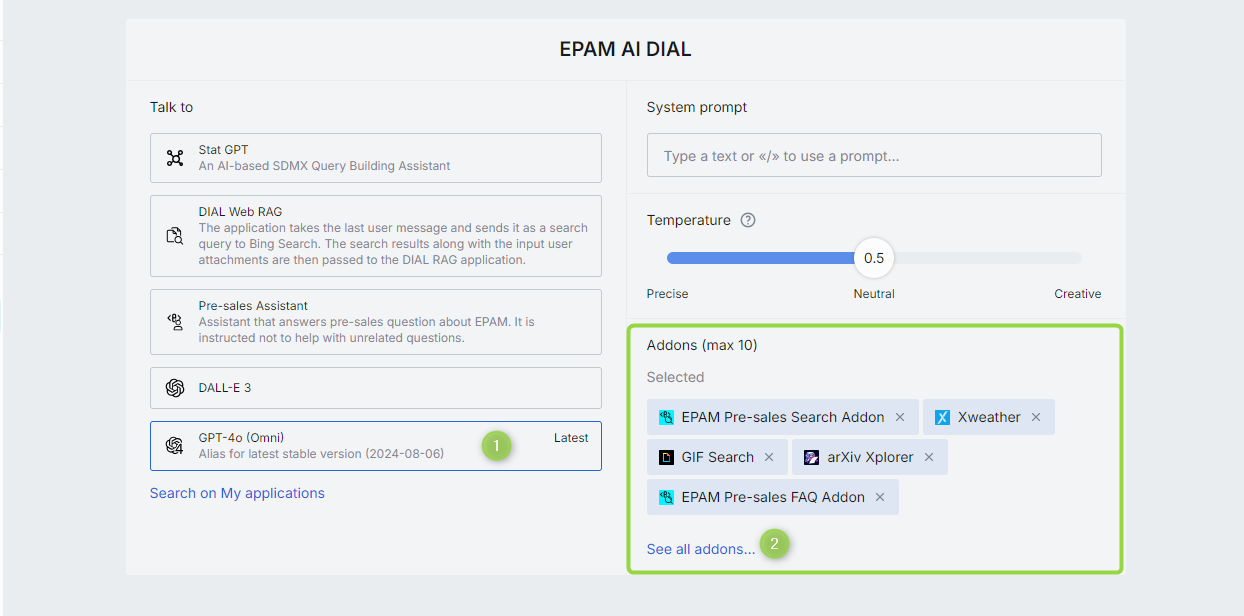 EPAM AI DIAL
Talk to
Stat GPT
An AI-based SDMX Query Building Assistant
DIAL Web RAG
The application takes the last user message and sends it as a search
query to Bing Search. The search results along with the input user
attachments are then passed to the DIAL RAG application.
Pre-sales Assistant
Assistant that answers pre-sales question about EPAM. It is
instructed not to help with unrelated questions.
DALL-E 3
GPT-4o (Omni)
Alias for latest stable version (2024-08-06)
1
Latest
Search on My applications
System prompt
Type a text or «/» to use a prompt...
Temperature ?
0.5
Precise Neutral Creative
Addons (max 10)
Selected
EPAM Pre-sales Search Addon × Xweather ×
GIF Search × arXiv Xplorer ×
EPAM Pre-sales FAQ Addon ×
See all addons... 2